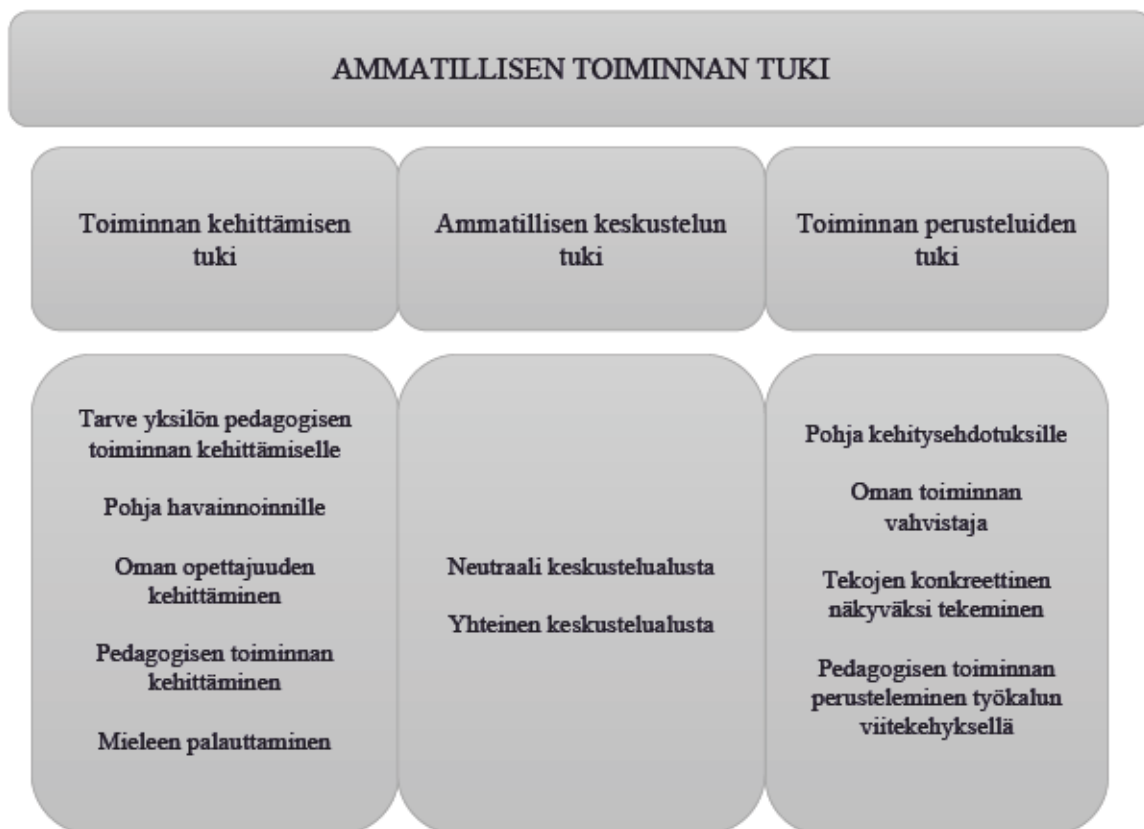 AMMATILLISEN TOIMINNAN TUKI
Toiminnan kehittämisen
tuki
Ammatillisen keskustelun
tuki
Toiminnan perusteluiden
tuki
Tarve yksilön pedagogisen
toiminnan kehittämiselle
Pohja havainnoinnille
Oman opettajuuden
kehittäminen
Pedagogisen toiminnan
kehittäminen
Mieleen palauttaminen
Neutraali keskustelualusta
Yhteinen keskustelualusta
Pohja kehitysehdotuksille
Oman toiminnan
vahvistaja
Tekojen konkreettinen
näkyväksi tekeminen
Pedagogisen toiminnan
perusteleminen työkalun
viitekehyksellä